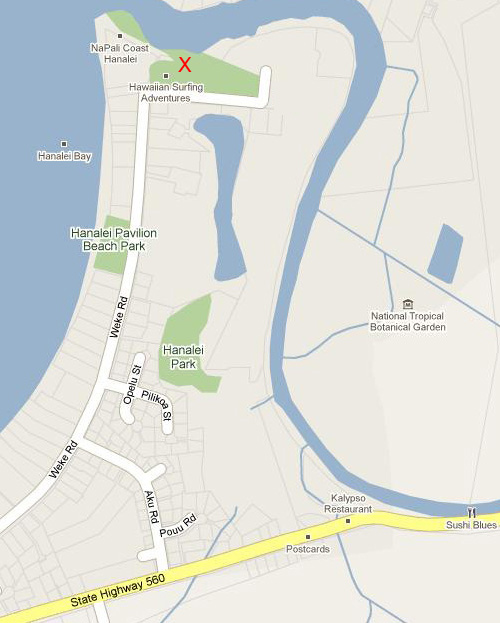 NaPali Coast
Hanalei
X
Hawaiian Surfing
Adventures
Hanalei Bay
Hanalei Pavilion
Beach Park
Weke Rd
National Tropical
Botanical Garden
Hanalei
Park
Opelu St
Pilikoa St
Weke Rd
Aku Rd
Pouu Rd
Kalypso
Restaurant
Sushi Blues
Postcards
State Highway 560